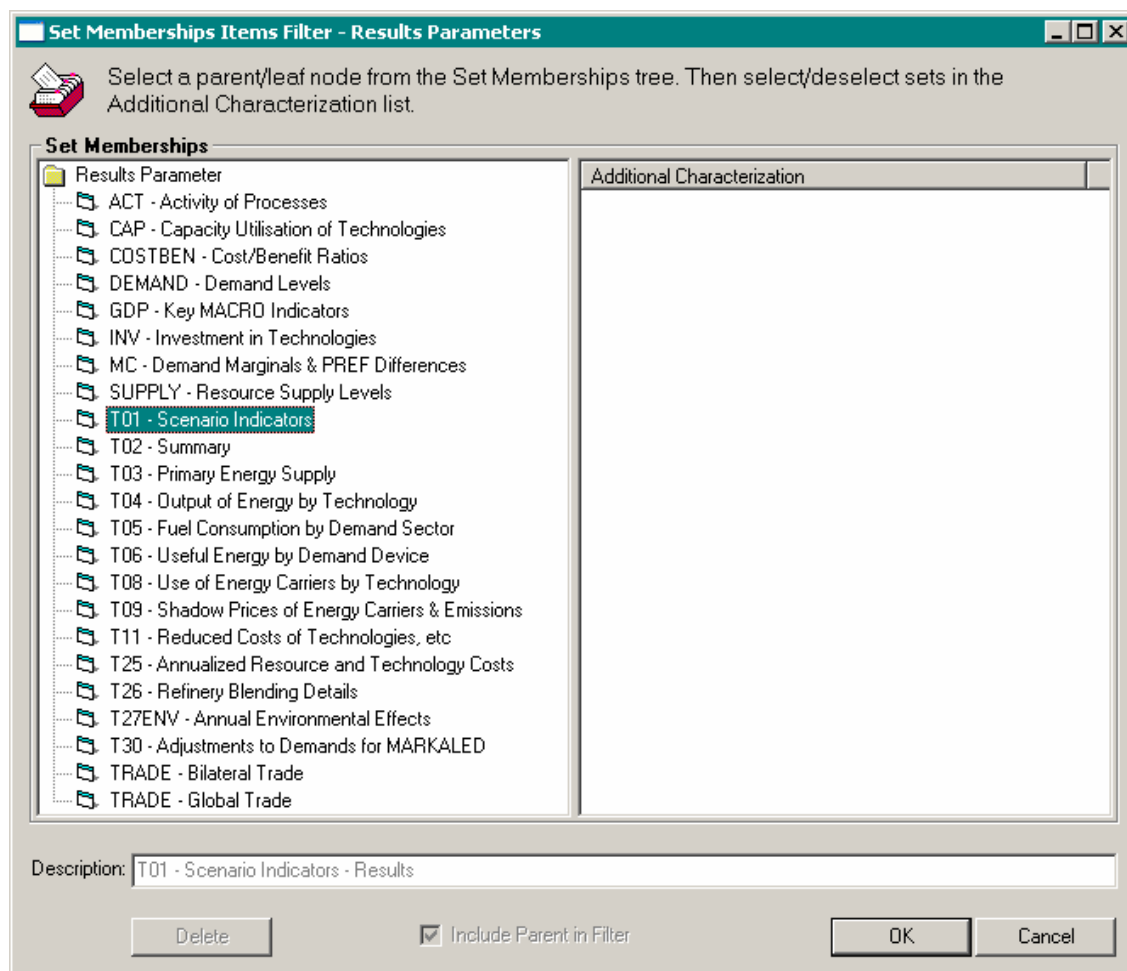 Set Memberships Items Filter - Results Parameters
Select a parent/leaf node from the Set Memberships tree. Then select/deselect sets in the
Additional Characterization list.
Set Memberships
Results Parameter
ACT - Activity of Processes
CAP - Capacity Utilisation of Technologies
COSTBEN - Cost/Benefit Ratios
DEMAND - Demand Levels
GDP - Key MACRO Indicators
INV - Investment in Technologies
MC - Demand Marginals & PREF Differences
SUPPLY - Resource Supply Levels
T01 - Scenario Indicators
T02 - Summary
T03 - Primary Energy Supply
T04 - Output of Energy by Technology
T05 - Fuel Consumption by Demand Sector
T06 - Useful Energy by Demand Device
T08 - Use of Energy Carriers by Technology
T09 - Shadow Prices of Energy Carriers & Emissions
T11 - Reduced Costs of Technologies, etc
T25 - Annualized Resource and Technology Costs
T26 - Refinery Blending Details
T27ENV - Annual Environmental Effects
T30 - Adjustments to Demands for MARKALED
TRADE - Bilateral Trade
TRADE - Global Trade
Additional Characterization
Description: T01 - Scenario Indicators - Results
Delete Include Parent in Filter OK Cancel